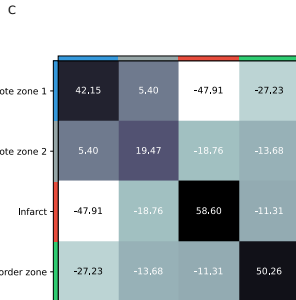 C
ote zone 1 42,15 5,40 -47,91 -27,23
ote zone 2 5,40 19,47 -18,76 -13,68
Infarct -47,91 -18,76 58,60 -11,31
order zone -27,23 -13,68 -11,31 50,26